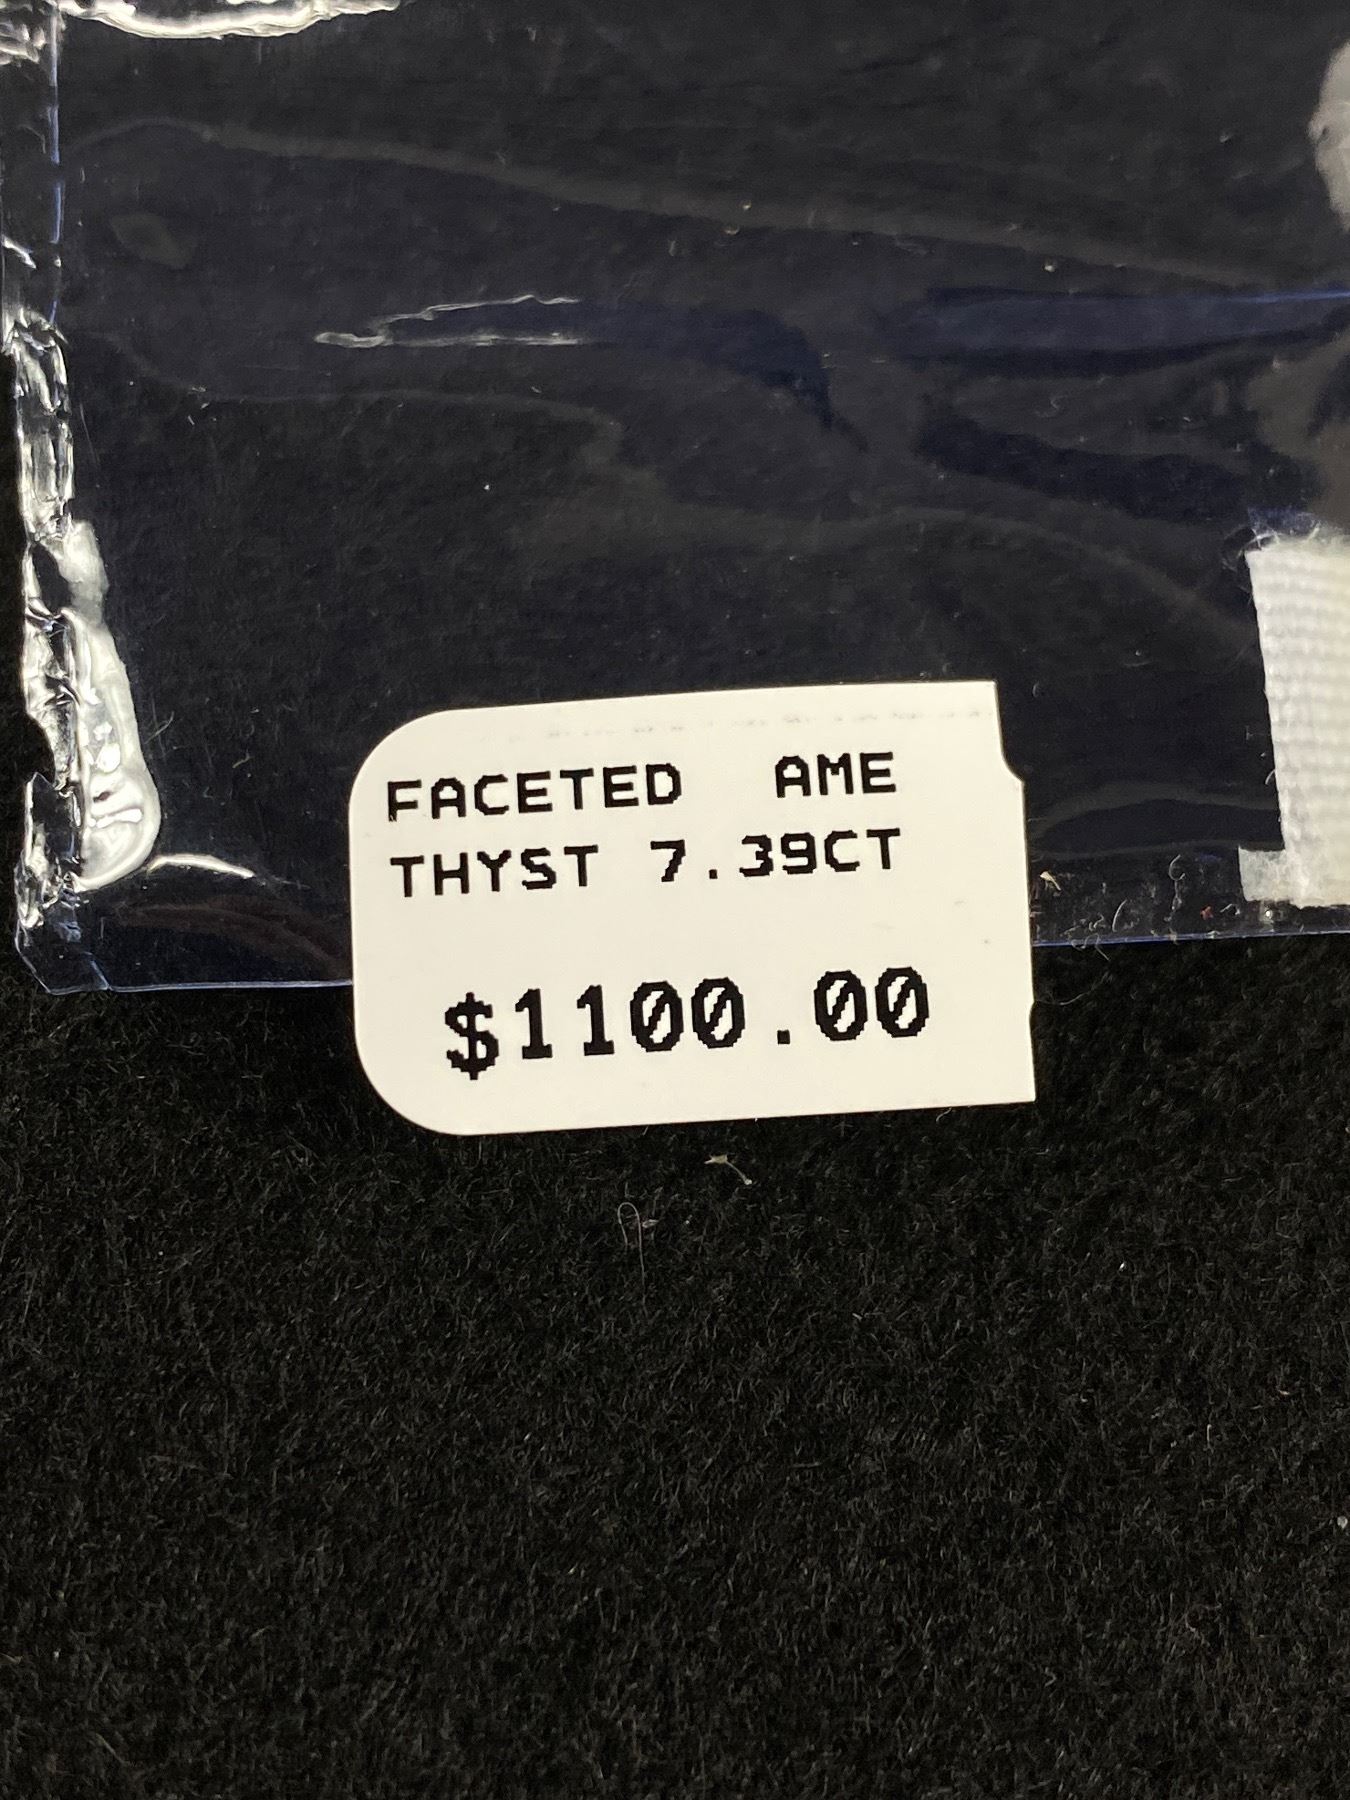 FACETED AME
THYST 7.39CT
$1100.00